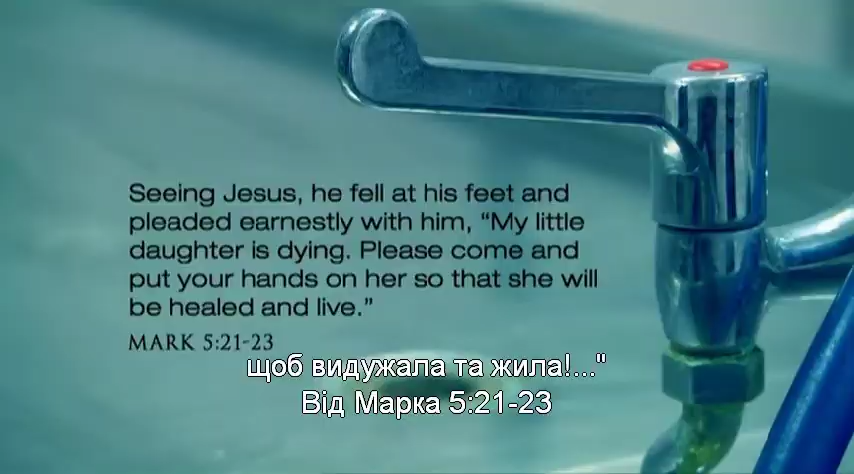 Seeing Jesus, he fell at his feet and
pleaded earnestly with him, “My little
daughter is dying. Please come and
put your hands on her so that she will
be healed and live.”
MARK 5:21-23
щоб видужала та жила!..."
Від Марка 5:21-23